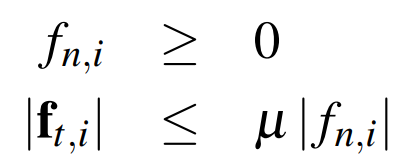 f_{n,i} ≥ 0
|𝐟_{t,i}| ≤ μ |f_{n,i}|